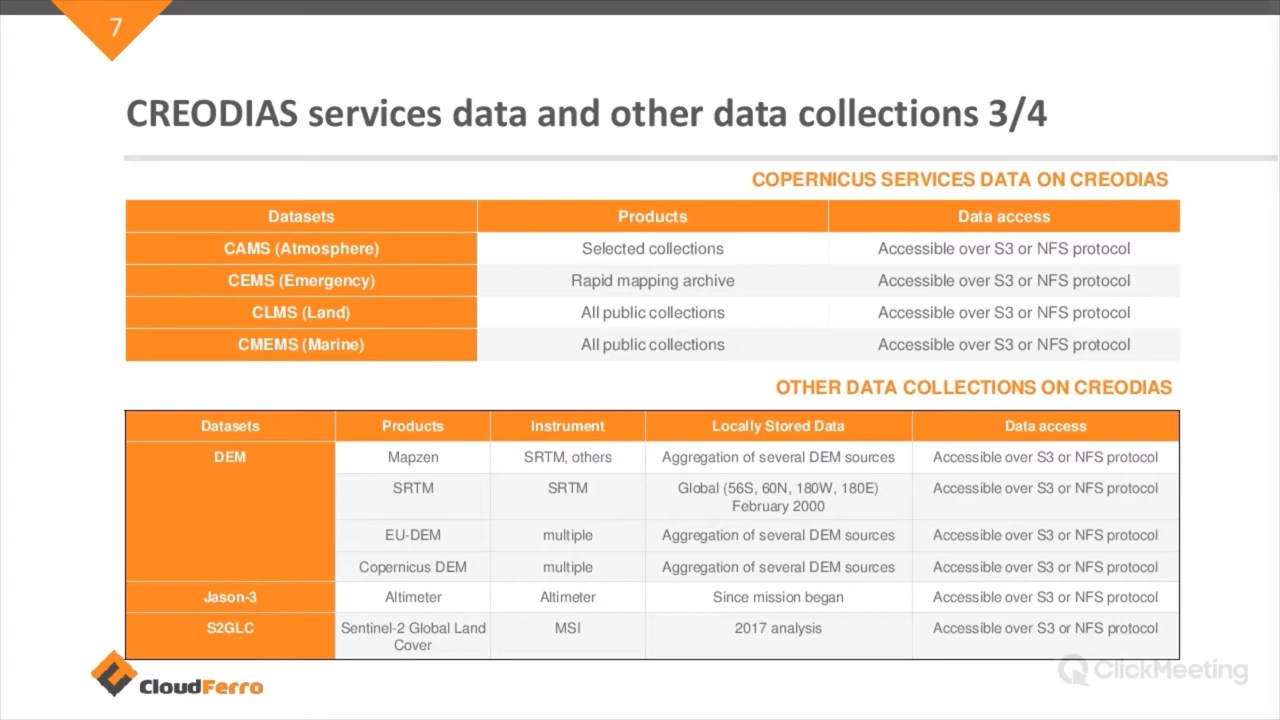 7
CREODIAS services data and other data collections 3/4
COPERNICUS SERVICES DATA ON CREODIAS
Datasets Products Data access
CAMS (Atmosphere) Selected collections Accessible over S3 or NFS protocol
CEMS (Emergency) Rapid mapping archive Accessible over S3 or NFS protocol
CLMS (Land) All public collections Accessible over S3 or NFS protocol
CMEMS (Marine) All public collections Accessible over S3 or NFS protocol
OTHER DATA COLLECTIONS ON CREODIAS
Datasets Products Instrument Locally Stored Data Data access
DEM Mapzen SRTM, others Aggregation of several DEM sources Accessible over S3 or NFS protocol
SRTM SRTM Global (56S, 60N, 180W, 180E) Accessible over S3 or NFS protocol
February 2000
EU-DEM multiple Aggregation of several DEM sources Accessible over S3 or NFS protocol
Copernicus DEM multiple Aggregation of several DEM sources Accessible over S3 or NFS protocol
Jason-3 Altimeter Altimeter Since mission began Accessible over S3 or NFS protocol
S2GLC Sentinel-2 Global Land MSI 2017 analysis Accessible over S3 or NFS protocol
Cover
CloudFerro
ClickMeeting